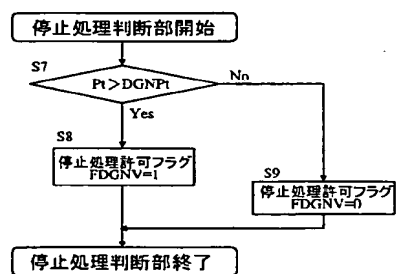 停止処理判断部開始
S7
Pt>DGNPt
No
Yes
S8
停止処理許可フラグ
FDGNV=1
S9
停止処理許可フラグ
FDGNV=0
停止処理判断部終了